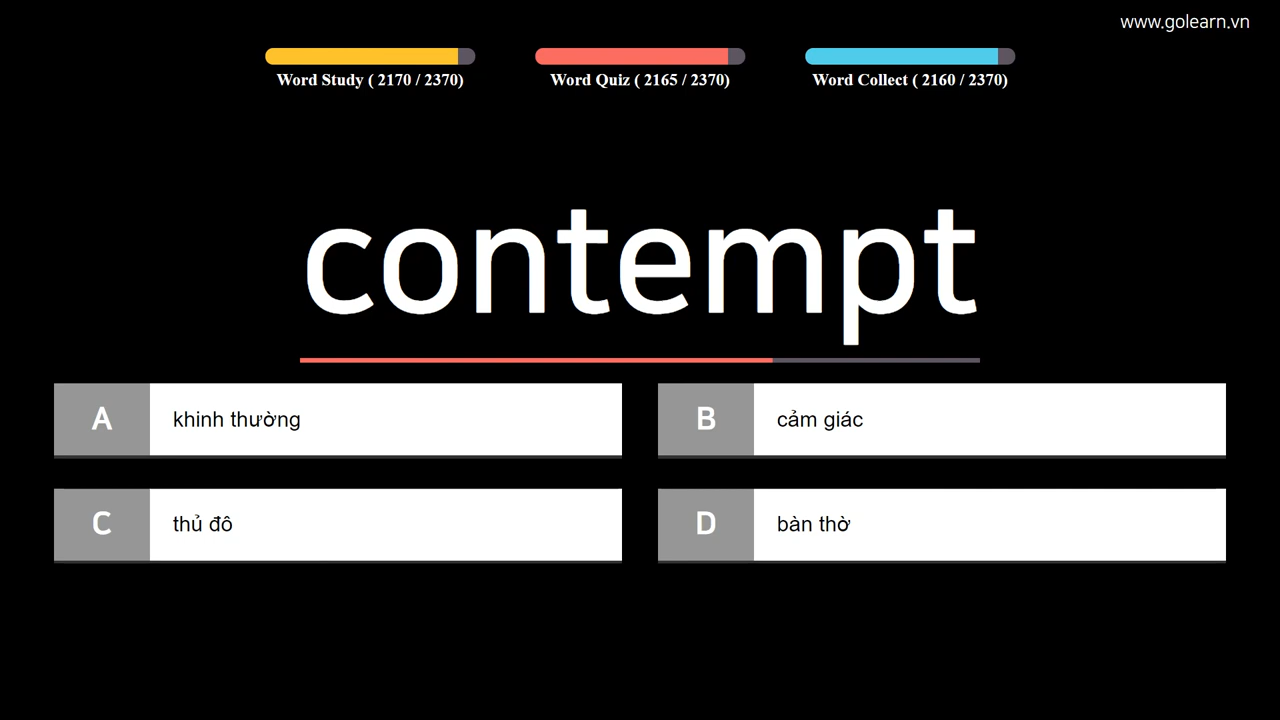 www.golearn.vn
Word Study ( 2170 / 2370)
Word Quiz ( 2165 / 2370)
Word Collect ( 2160 / 2370)
contempt
A khinh thường
B cảm giác
C thủ đô
D bàn thờ